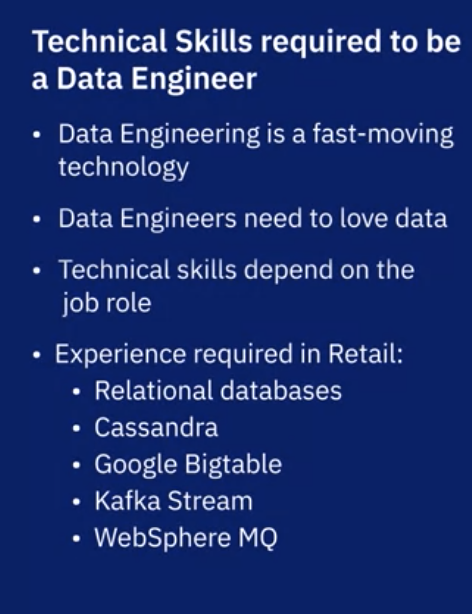 Technical Skills required to be
a Data Engineer
• Data Engineering is a fast-moving
technology
• Data Engineers need to love data
• Technical skills depend on the
job role
• Experience required in Retail:
• Relational databases
• Cassandra
• Google Bigtable
• Kafka Stream
• WebSphere MQ